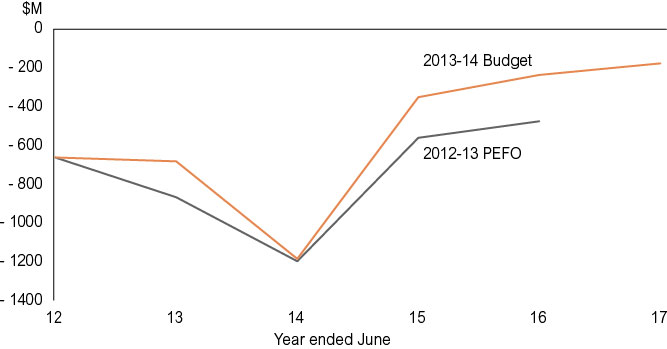 $M
0
- 200
- 400
- 600
- 800
- 1000
- 1200
- 1400
2013-14 Budget
2012-13 PEFO
12 13 14 15 16 17
Year ended June